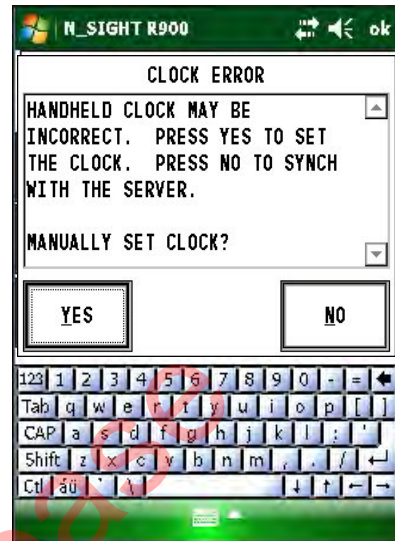 N_SIGHT R900 ok
CLOCK ERROR
HANDHELD CLOCK MAY BE
INCORRECT. PRESS YES TO SET
THE CLOCK. PRESS NO TO SYNCH
WITH THE SERVER.
MANUALLY SET CLOCK?
YES NO
123 1 2 3 4 5 6 7 8 9 0 - =
Tab q w e r t y u i o p [ ]
CAP a s d f g h j k l ; '
Shift z x c v b n m , . /
Ctl áü ` \